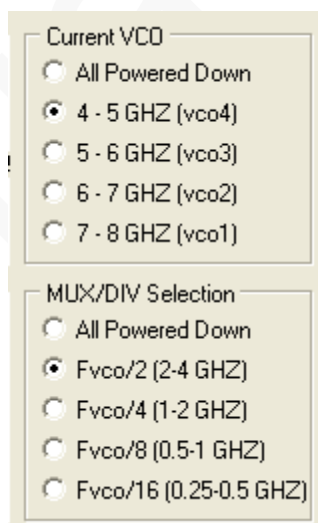 Current VCO
All Powered Down
4 - 5 GHZ (vco4)
5 - 6 GHZ (vco3)
6 - 7 GHZ (vco2)
7 - 8 GHZ (vco1)
MUX/DIV Selection
All Powered Down
Fvco/2 (2-4 GHZ)
Fvco/4 (1-2 GHZ)
Fvco/8 (0.5-1 GHZ)
Fvco/16 (0.25-0.5 GHZ)